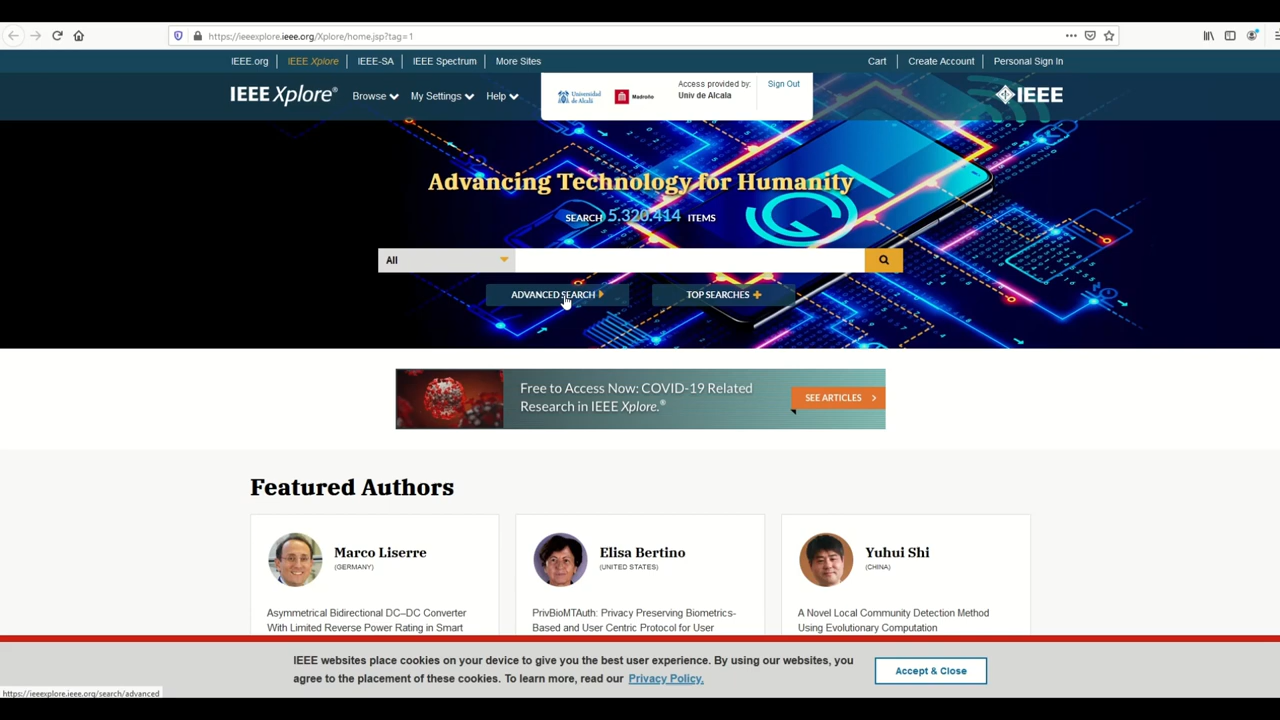 https://ieeexplore.ieee.org/Xplore/home.jsp?tag=1
IEEE.org
IEEE Xplore
IEEE-SA
IEEE Spectrum
More Sites
Cart
Create Account
Personal Sign In
IEEE Xplore®
Browse
My Settings
Help
Universidad de Alcalá
Madroño
Access provided by:
Univ de Alcala
Sign Out
IEEE
Advancing Technology for Humanity
SEARCH 5.320.414 ITEMS
All
ADVANCED SEARCH
TOP SEARCHES
Free to Access Now: COVID-19 Related
Research in IEEE Xplore.®
SEE ARTICLES
Featured Authors
Marco Liserre
(GERMANY)
Asymmetrical Bidirectional DC–DC Converter
With Limited Reverse Power Rating in Smart
Elisa Bertino
(UNITED STATES)
PrivBioMTAuth: Privacy Preserving Biometrics-
Based and User Centric Protocol for User
Yuhui Shi
(CHINA)
A Novel Local Community Detection Method
Using Evolutionary Computation
IEEE websites place cookies on your device to give you the best user experience. By using our websites, you
agree to the placement of these cookies. To learn more, read our Privacy Policy.
Accept & Close
https://ieeexplore.ieee.org/search/advanced